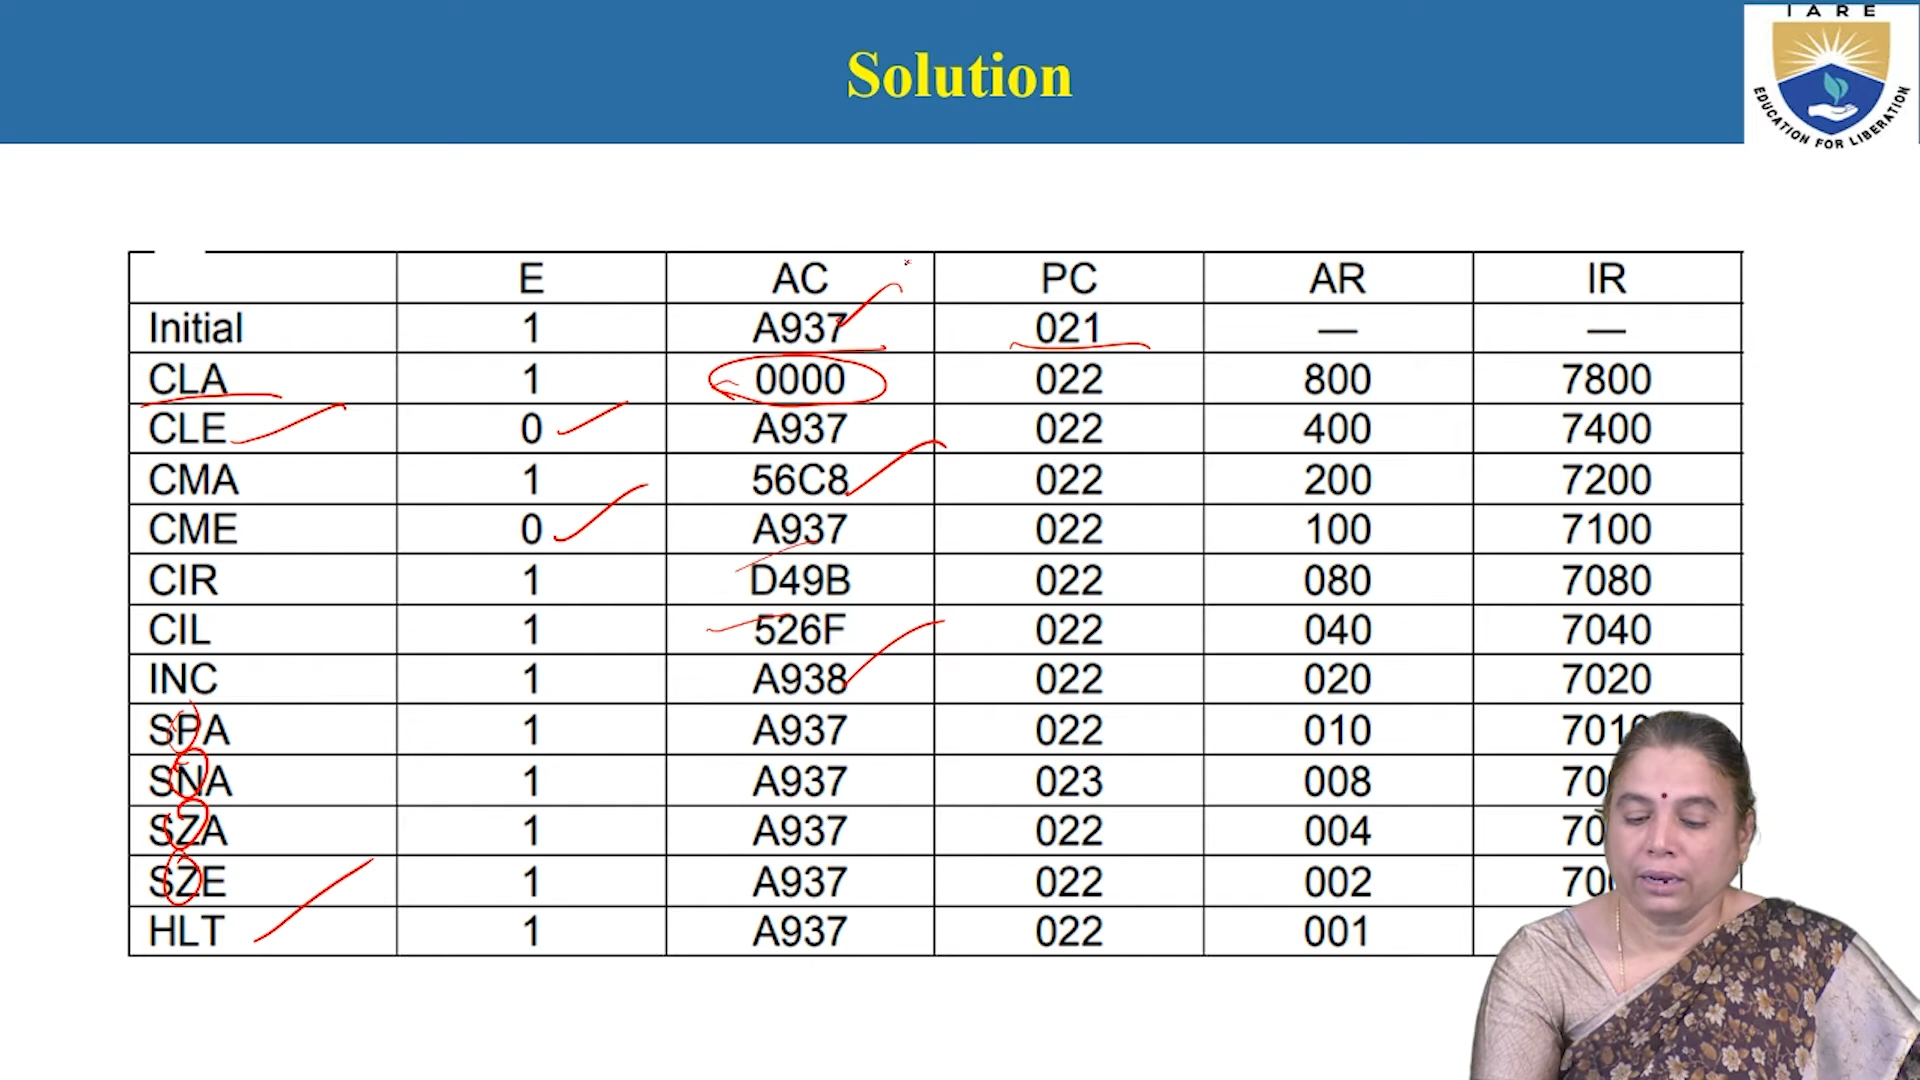 IARE
EDUCATION FOR LIBERATION
Solution
E AC PC AR IR
Initial 1 A937 021 — —
CLA 1 0000 022 800 7800
CLE 0 A937 022 400 7400
CMA 1 56C8 022 200 7200
CME 0 A937 022 100 7100
CIR 1 D49B 022 080 7080
CIL 1 526F 022 040 7040
INC 1 A938 022 020 7020
SPA 1 A937 022 010
SNA 1 A937 023 008
SZA 1 A937 022 004
SZE 1 A937 022 002
HLT 1 A937 022 001